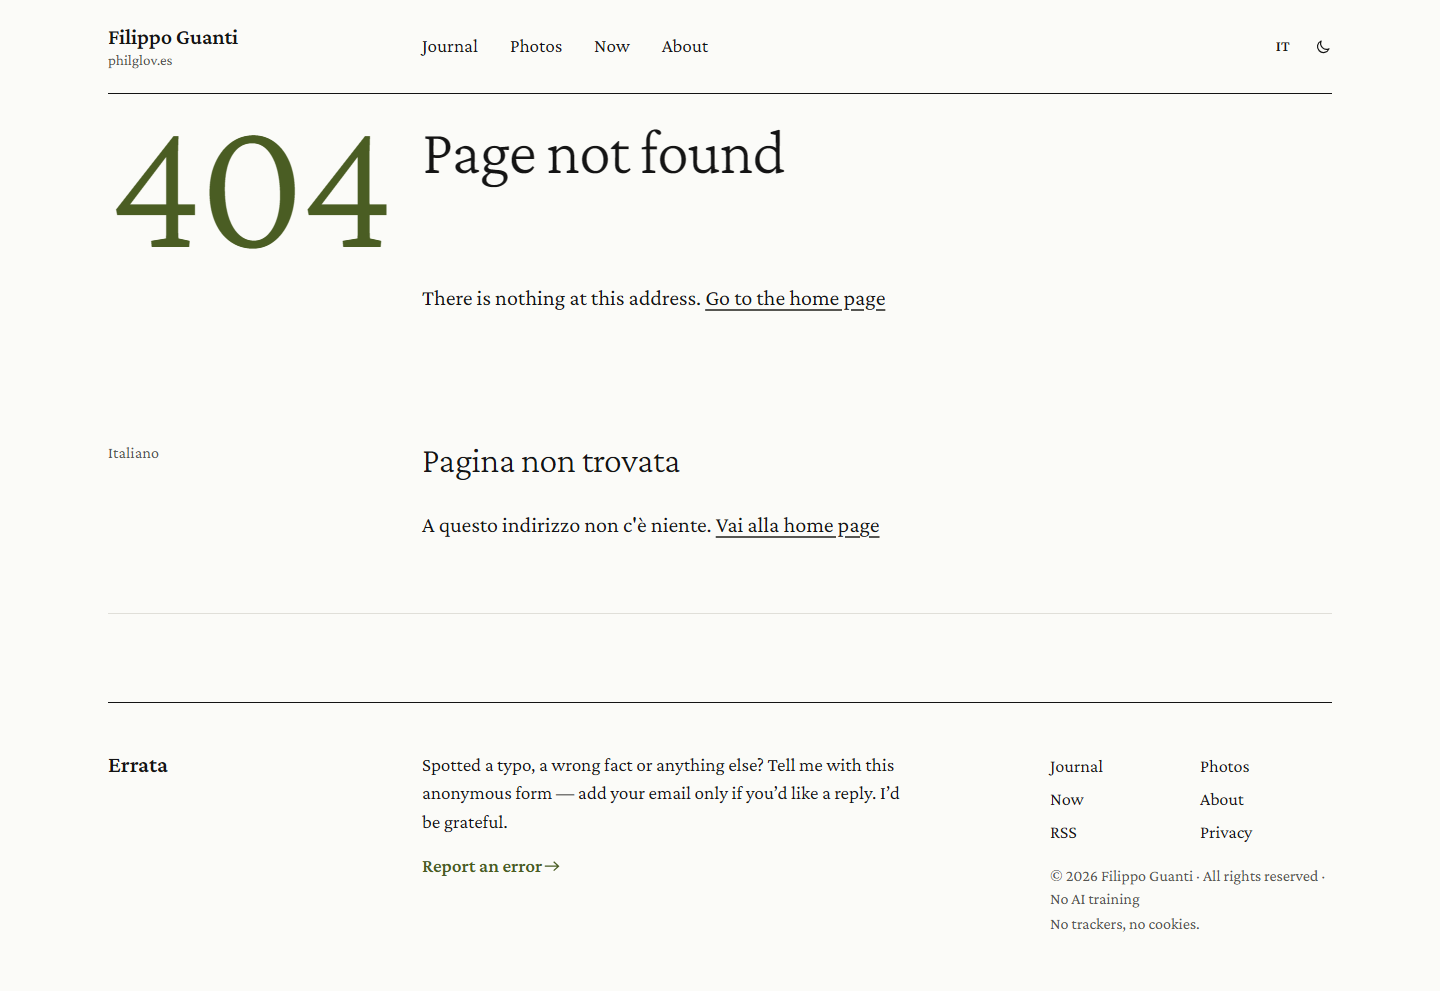 Filippo Guanti
philglov.es
Journal
Photos
Now
About
IT
404
Page not found
There is nothing at this address. Go to the home page
Italiano
Pagina non trovata
A questo indirizzo non c'è niente. Vai alla home page
Errata
Spotted a typo, a wrong fact or anything else? Tell me with this
anonymous form — add your email only if you’d like a reply. I’d
be grateful.
Report an error→
Journal
Photos
Now
About
RSS
Privacy
© 2026 Filippo Guanti · All rights reserved ·
No AI training
No trackers, no cookies.